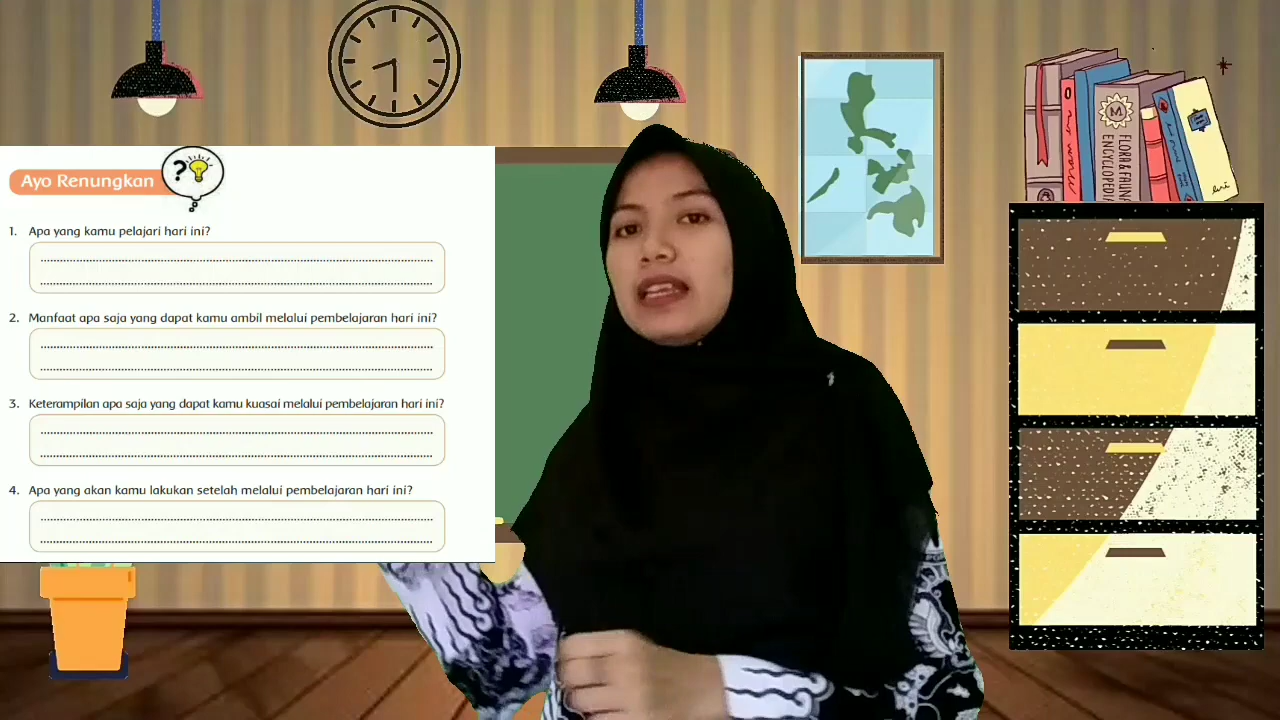 Ayo Renungkan
?
1. Apa yang kamu pelajari hari ini?
2. Manfaat apa saja yang dapat kamu ambil melalui pembelajaran hari ini?
3. Keterampilan apa saja yang dapat kamu kuasai melalui pembelajaran hari ini?
4. Apa yang akan kamu lakukan setelah melalui pembelajaran hari ini?
M
FLORA & FAUNA
ENCYCLOPEDIA